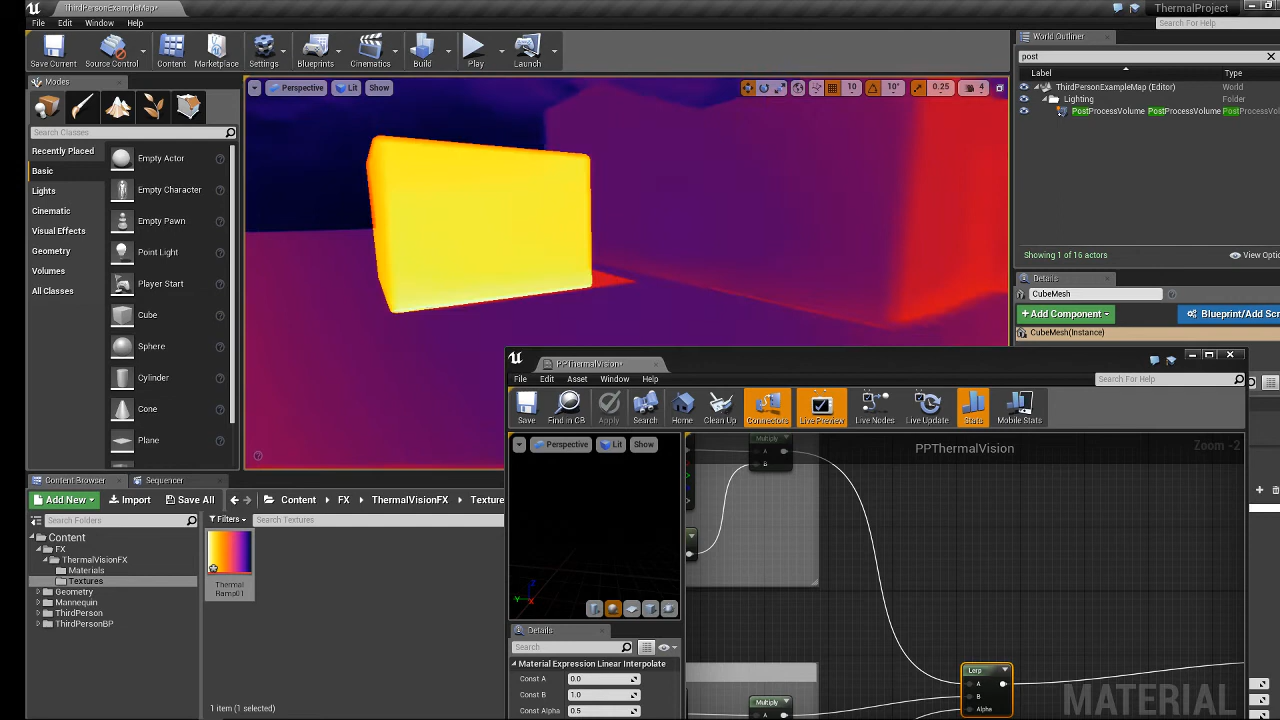 ThirdPersonExampleMap*
ThermalProject
File Edit Window Help
Search For Help
Save Current Source Control Content Marketplace Settings Blueprints Cinematics Build Play Launch
World Outliner
post
Label Type
ThirdPersonExampleMap (Editor) World
Lighting Folder
PostProcessVolume PostProcessVolume PostProcessVol
Showing 1 of 16 actors
View Optio
Modes
Search Classes
Recently Placed
Basic
Lights
Cinematic
Visual Effects
Geometry
Volumes
All Classes
Empty Actor
Empty Character
Empty Pawn
Point Light
Player Start
Cube
Sphere
Cylinder
Cone
Plane
Perspective Lit Show
10 10° 0.25 4
Details
CubeMesh
+Add Component Blueprint/Add Scri
CubeMesh(Instance)
Content Browser Sequencer
Add New Import Save All Content FX ThermalVisionFX Texture
Search Folders
Filters Search Textures
Content
FX
ThermalVisionFX
Materials
Textures
Geometry
Mannequin
ThirdPerson
ThirdPersonBP
Thermal
Ramp01
1 item (1 selected)
PPThermalVision*
File Edit Asset Window Help
Search For Help
Save Find in CB Apply Search Home Clean Up Connectors Live Preview Live Nodes Live Update Stats Mobile Stats
Perspective Lit Show
Z
Y X
PPThermalVision
Zoom -2
Multiply
A
B
Lerp
A
B
Alpha
Multiply
A
MATERIAL
Details
Search
Material Expression Linear Interpolate
Const A 0.0
Const B 1.0
Const Alpha 0.5